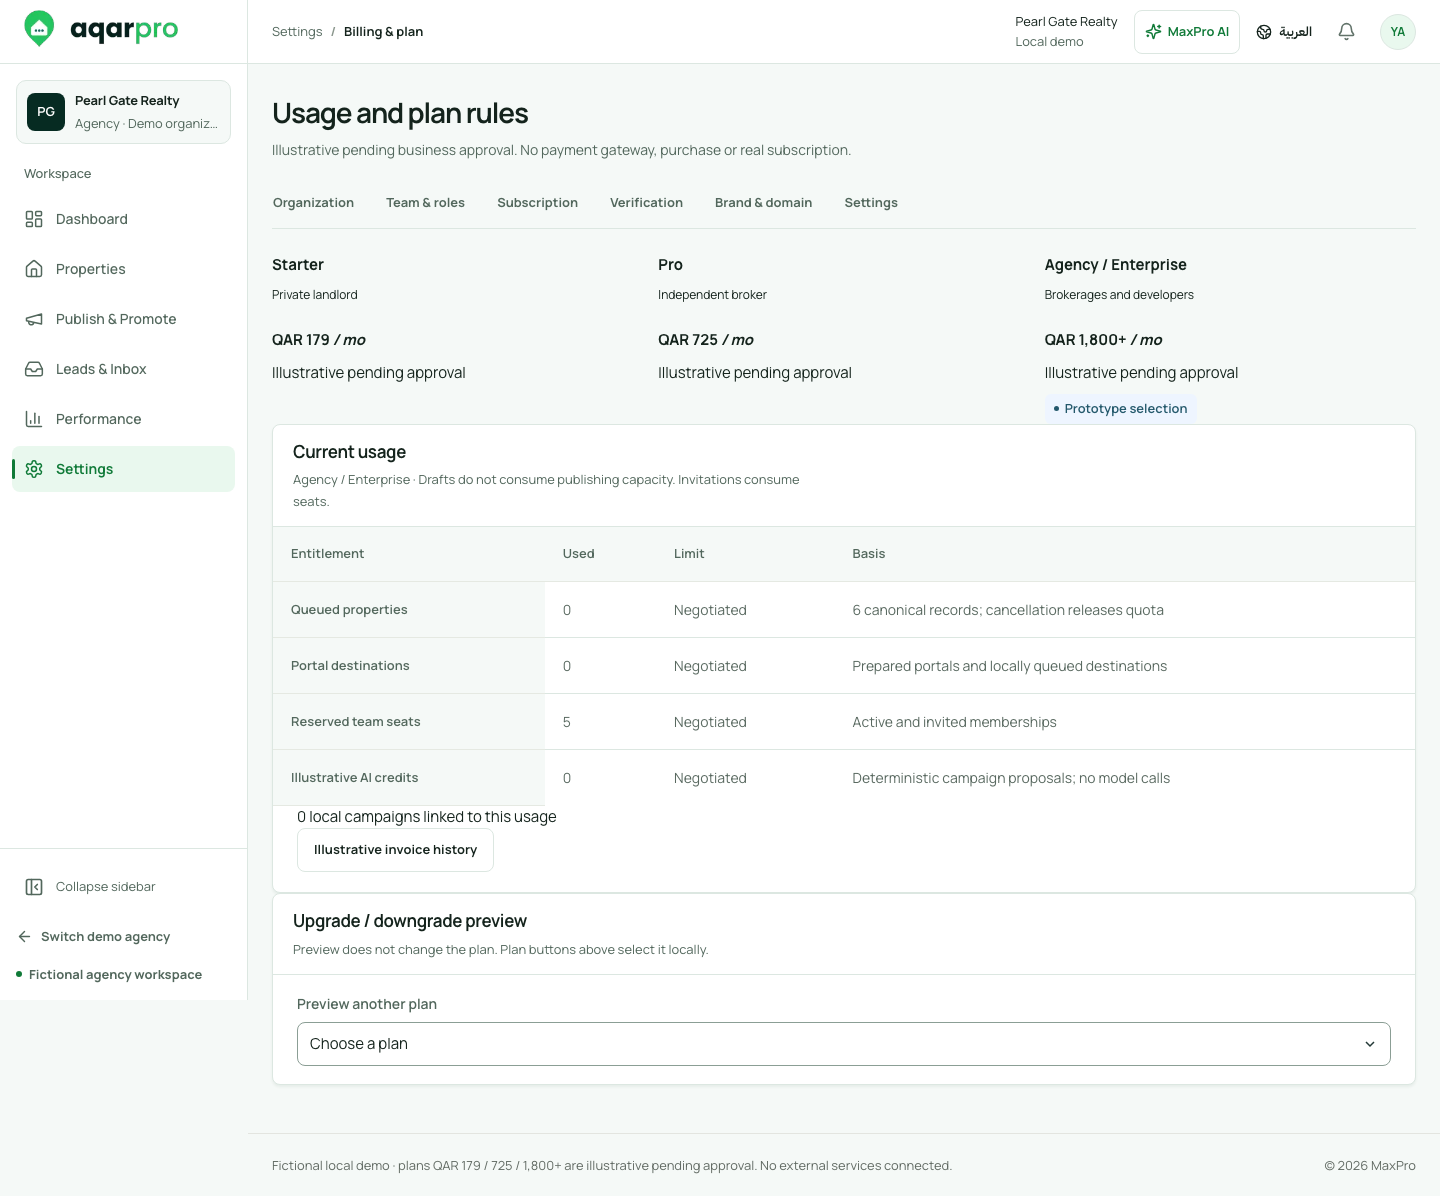 aqarpro
Settings / Billing & plan
Pearl Gate Realty
Local demo
MaxPro AI
العربية
YA
PG
Pearl Gate Realty
Agency · Demo organiz...
Workspace
Dashboard
Properties
Publish & Promote
Leads & Inbox
Performance
Settings
Collapse sidebar
Switch demo agency
Fictional agency workspace
Usage and plan rules
Illustrative pending business approval. No payment gateway, purchase or real subscription.
Organization Team & roles Subscription Verification Brand & domain Settings
Starter
Private landlord
QAR 179 / mo
Illustrative pending approval
Pro
Independent broker
QAR 725 / mo
Illustrative pending approval
Agency / Enterprise
Brokerages and developers
QAR 1,800+ / mo
Illustrative pending approval
Prototype selection
Current usage
Agency / Enterprise · Drafts do not consume publishing capacity. Invitations consume
seats.
Entitlement Used Limit Basis
Queued properties 0 Negotiated 6 canonical records; cancellation releases quota
Portal destinations 0 Negotiated Prepared portals and locally queued destinations
Reserved team seats 5 Negotiated Active and invited memberships
Illustrative AI credits 0 Negotiated Deterministic campaign proposals; no model calls
0 local campaigns linked to this usage
Illustrative invoice history
Upgrade / downgrade preview
Preview does not change the plan. Plan buttons above select it locally.
Preview another plan
Choose a plan
Fictional local demo · plans QAR 179 / 725 / 1,800+ are illustrative pending approval. No external services connected.
© 2026 MaxPro